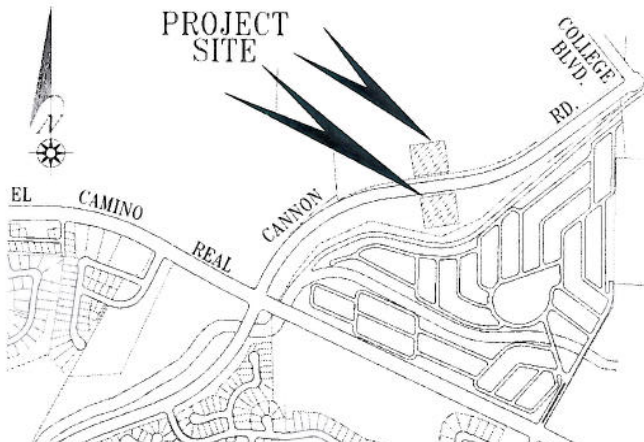 PROJECT
SITE
COLLEGE
BLVD.
RD.
CANNON
EL
CAMINO
REAL